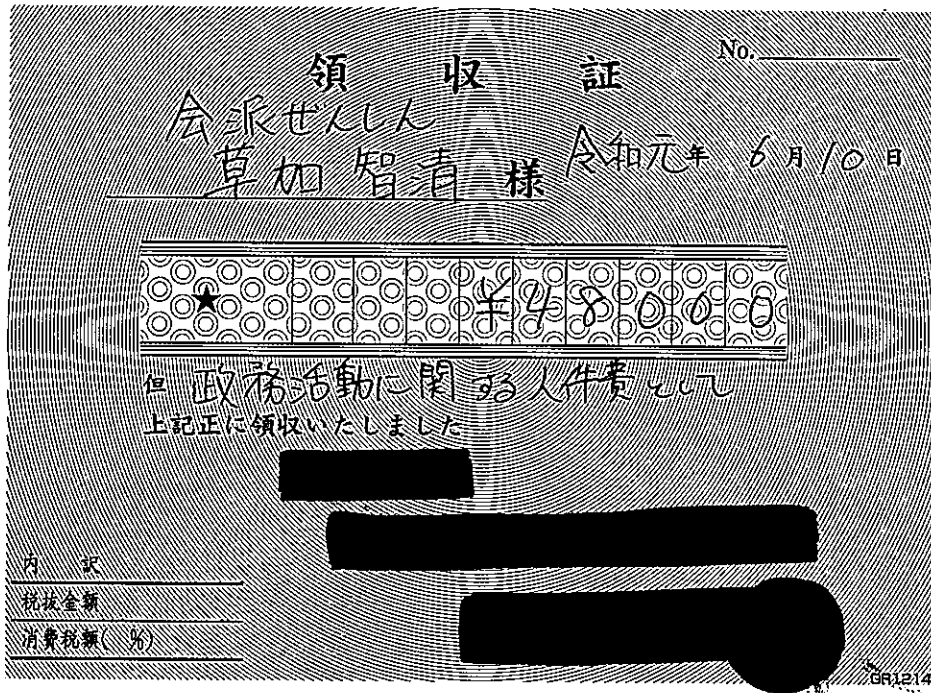 領収証
No.
会派ぜんしん
草加智清 様
令和元年 6月10日
★ ¥48000
但 政務活動に関する人件費として
上記正に領収いたしました
内訳
税抜金額
消費税額( %)
GR1214